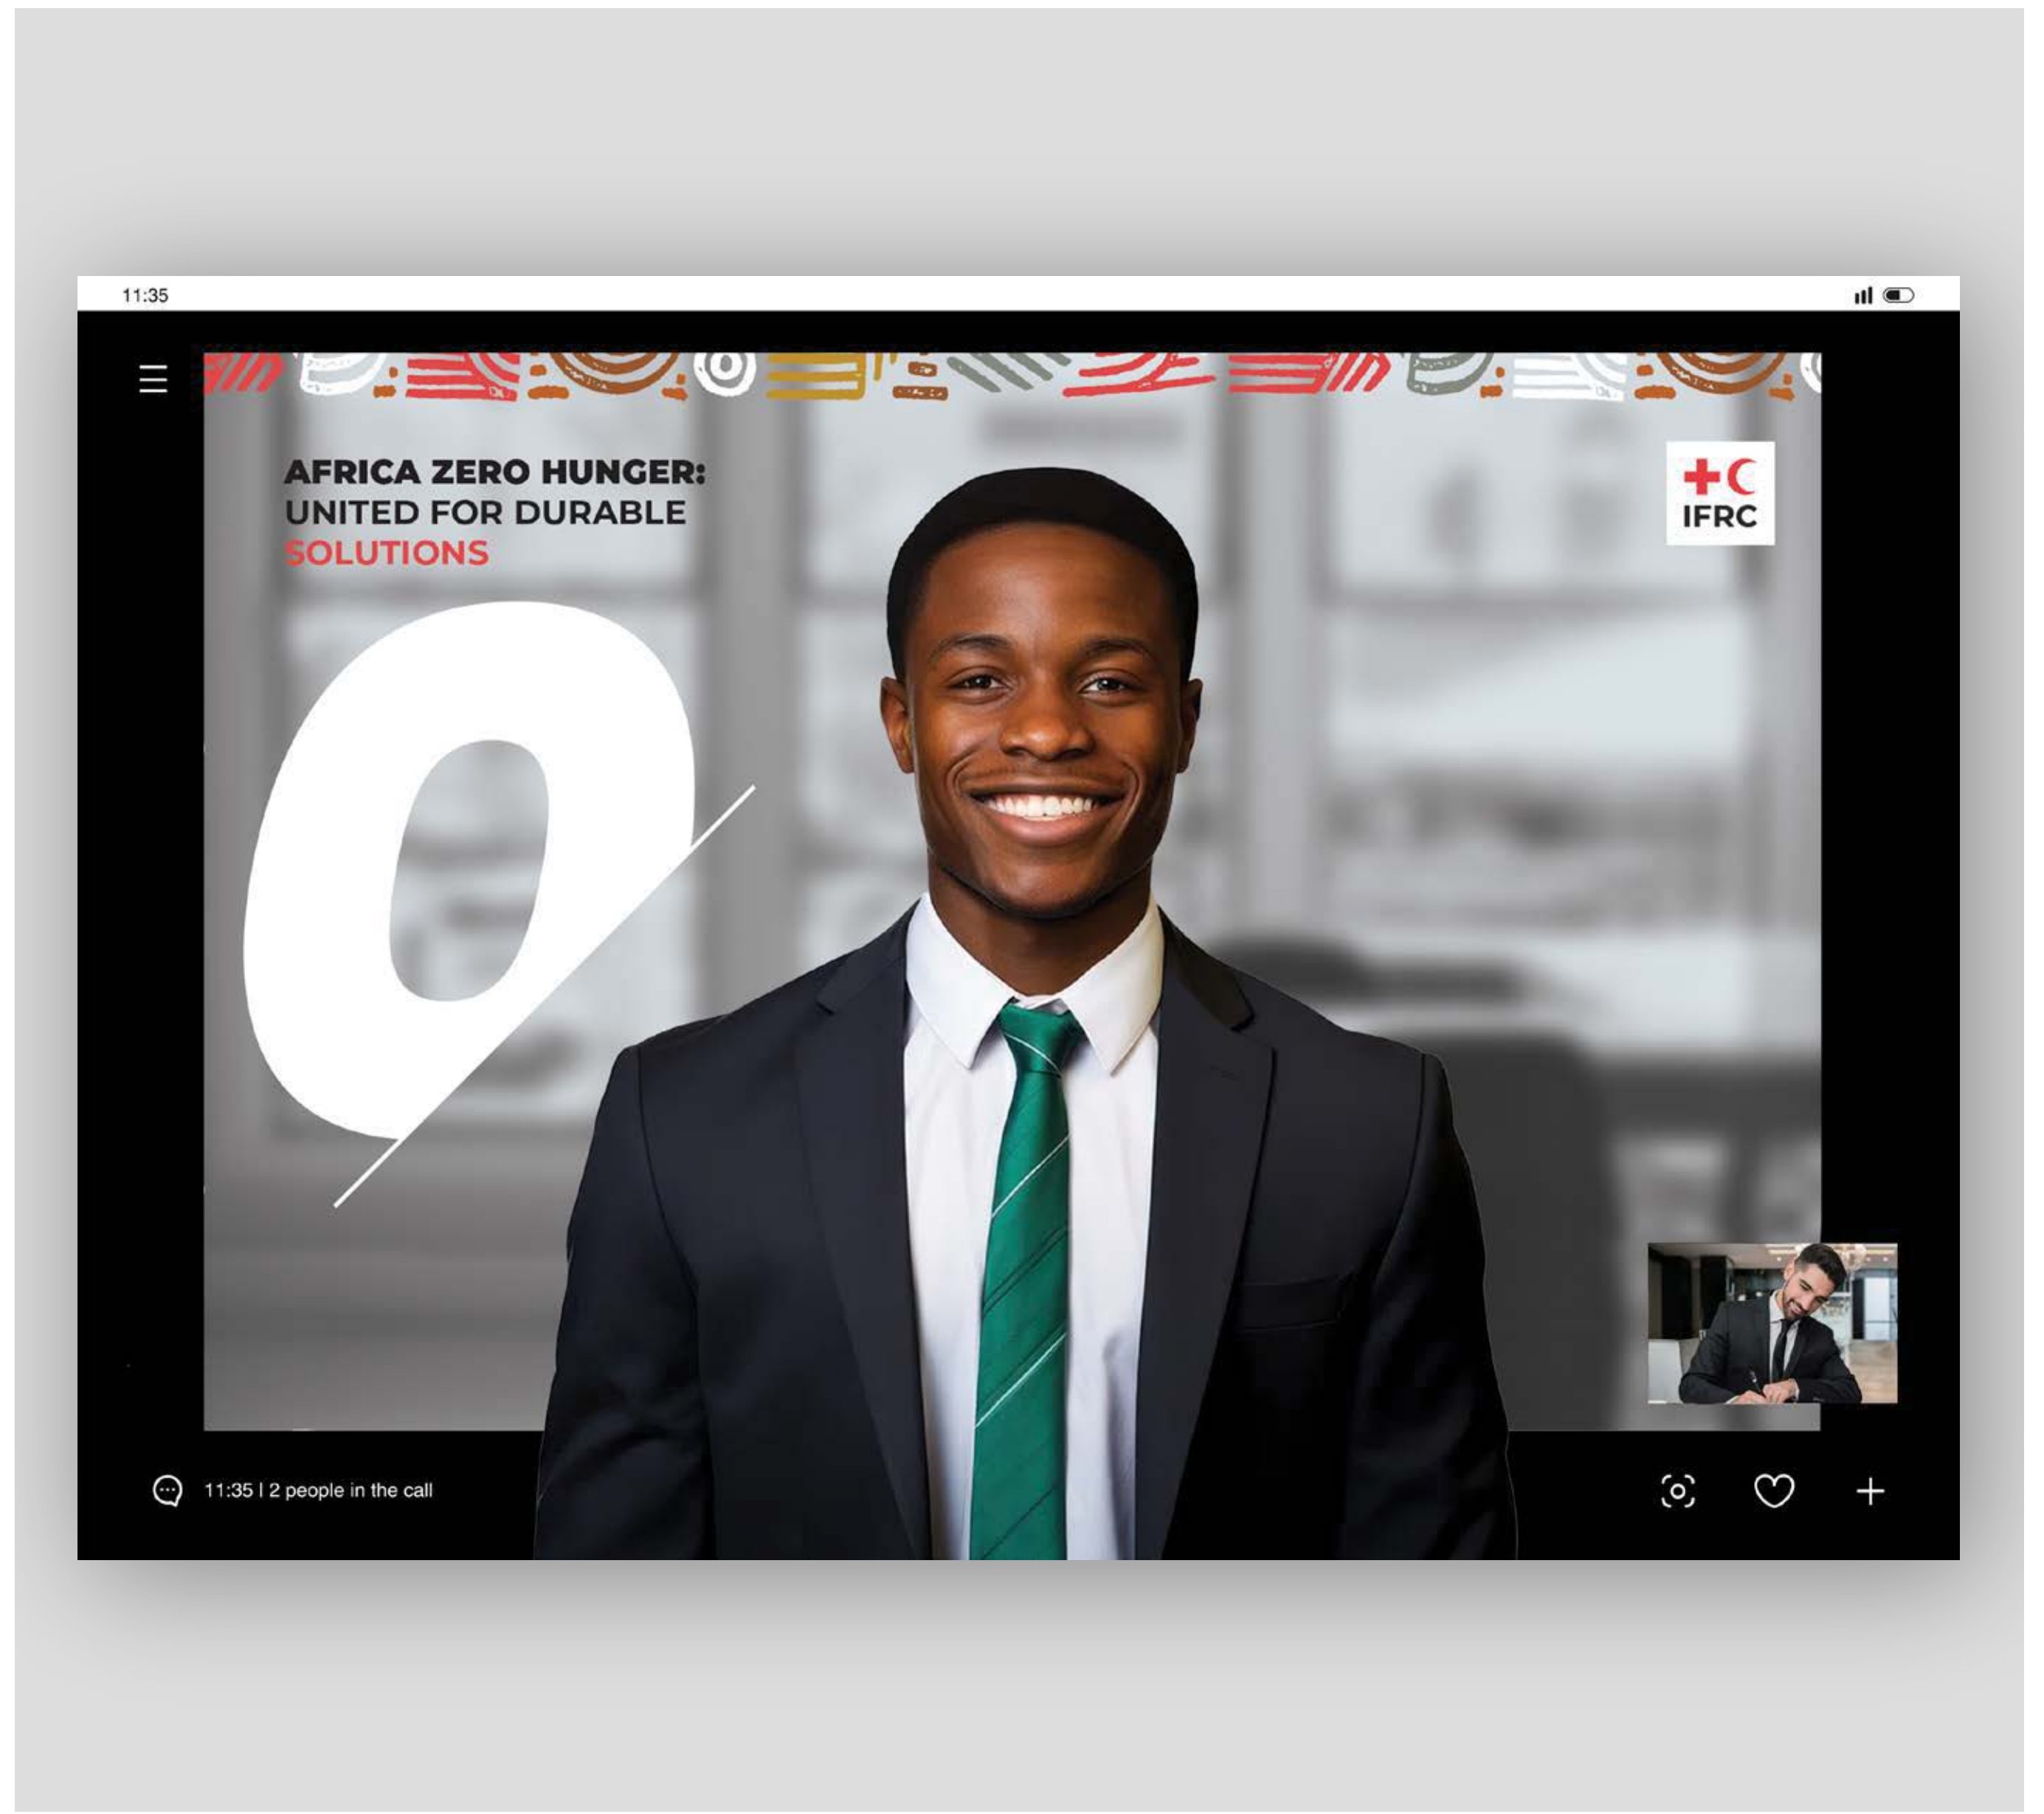 11:35
AFRICA ZERO HUNGER:
UNITED FOR DURABLE
SOLUTIONS
IFRC
0
11:35 | 2 people in the call